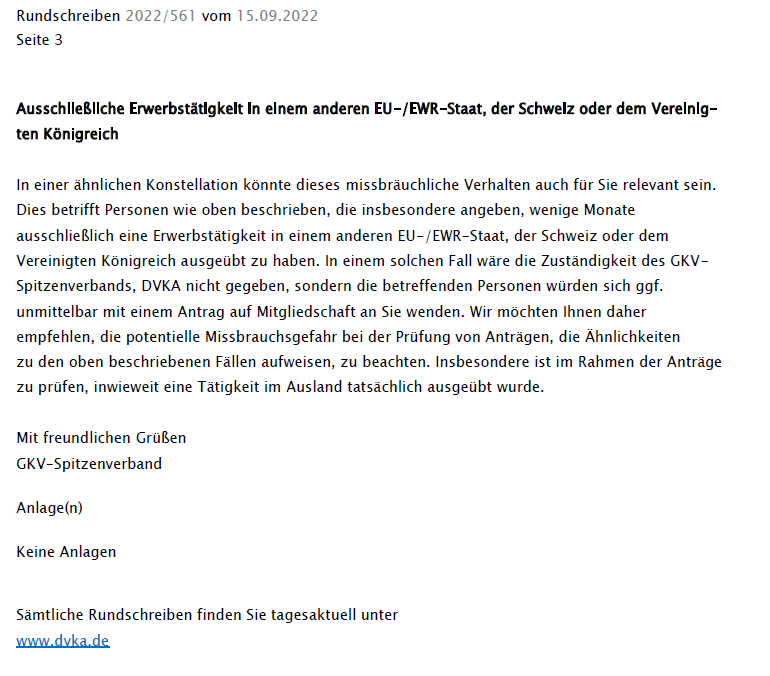 Rundschreiben 2022/561 vom 15.09.2022
Seite 3
Ausschließliche Erwerbstätigkeit in einem anderen EU-/EWR-Staat, der Schweiz oder dem Vereinig-
ten Königreich
In einer ähnlichen Konstellation könnte dieses missbräuchliche Verhalten auch für Sie relevant sein.
Dies betrifft Personen wie oben beschrieben, die insbesondere angeben, wenige Monate
ausschließlich eine Erwerbstätigkeit in einem anderen EU-/EWR-Staat, der Schweiz oder dem
Vereinigten Königreich ausgeübt zu haben. In einem solchen Fall wäre die Zuständigkeit des GKV-
Spitzenverbands, DVKA nicht gegeben, sondern die betreffenden Personen würden sich ggf.
unmittelbar mit einem Antrag auf Mitgliedschaft an Sie wenden. Wir möchten Ihnen daher
empfehlen, die potentielle Missbrauchsgefahr bei der Prüfung von Anträgen, die Ähnlichkeiten
zu den oben beschriebenen Fällen aufweisen, zu beachten. Insbesondere ist im Rahmen der Anträge
zu prüfen, inwieweit eine Tätigkeit im Ausland tatsächlich ausgeübt wurde.
Mit freundlichen Grüßen
GKV-Spitzenverband
Anlage(n)
Keine Anlagen
Sämtliche Rundschreiben finden Sie tagesaktuell unter
www.dvka.de